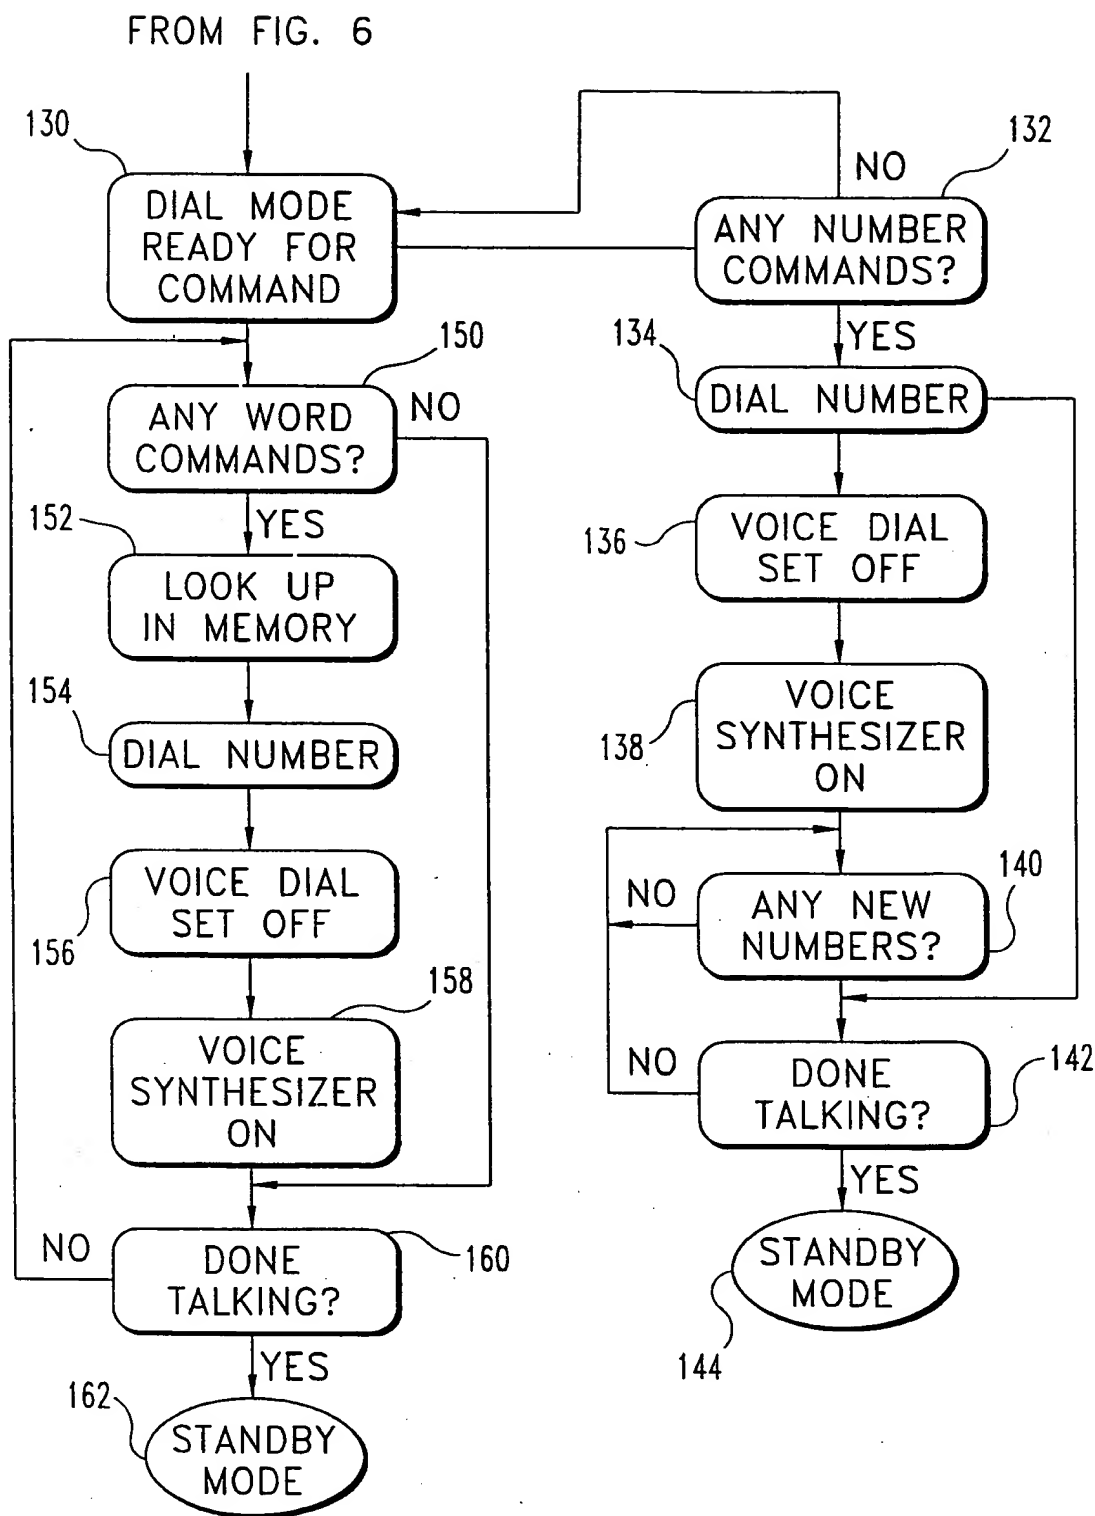 FROM FIG. 6
130
DIAL MODE
READY FOR
COMMAND
132
NO
ANY NUMBER
COMMANDS?
YES
134
DIAL NUMBER
136
VOICE DIAL
SET OFF
138
VOICE
SYNTHESIZER
ON
140
NO
ANY NEW
NUMBERS?
142
NO
DONE
TALKING?
YES
STANDBY
MODE
144
150
ANY WORD
COMMANDS?
NO
YES
152
LOOK UP
IN MEMORY
154
DIAL NUMBER
VOICE DIAL
SET OFF
156
158
VOICE
SYNTHESIZER
ON
NO
DONE
TALKING?
160
YES
162
STANDBY
MODE